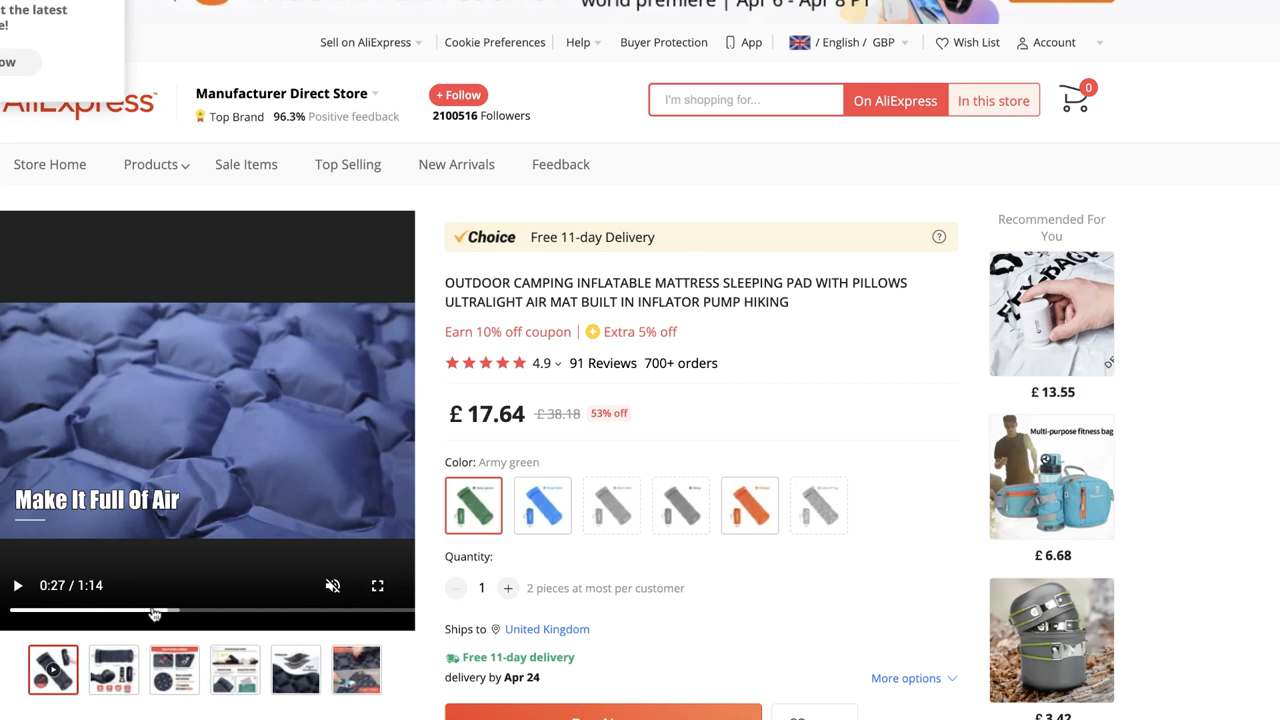 t the latest
e!
ow
world premiere | Apr 6 - Apr 8 PT
Sell on AliExpress
Cookie Preferences
Help
Buyer Protection
App
/ English / GBP
Wish List
Account
AliExpress
Manufacturer Direct Store
Top Brand 96.3% Positive feedback
+ Follow
2100516 Followers
I'm shopping for...
On AliExpress
In this store
0
Store Home
Products
Sale Items
Top Selling
New Arrivals
Feedback
Make It Full Of Air
0:27 / 1:14
Choice Free 11-day Delivery ?
OUTDOOR CAMPING INFLATABLE MATTRESS SLEEPING PAD WITH PILLOWS
ULTRALIGHT AIR MAT BUILT IN INFLATOR PUMP HIKING
Earn 10% off coupon | Extra 5% off
4.9 91 Reviews 700+ orders
£ 17.64 £ 38.18 53% off
Color: Army green
Quantity:
1 + 2 pieces at most per customer
Ships to United Kingdom
Free 11-day delivery
delivery by Apr 24
More options
Recommended For
You
£ 13.55
Multi-purpose fitness bag
£ 6.68
£ 3.42